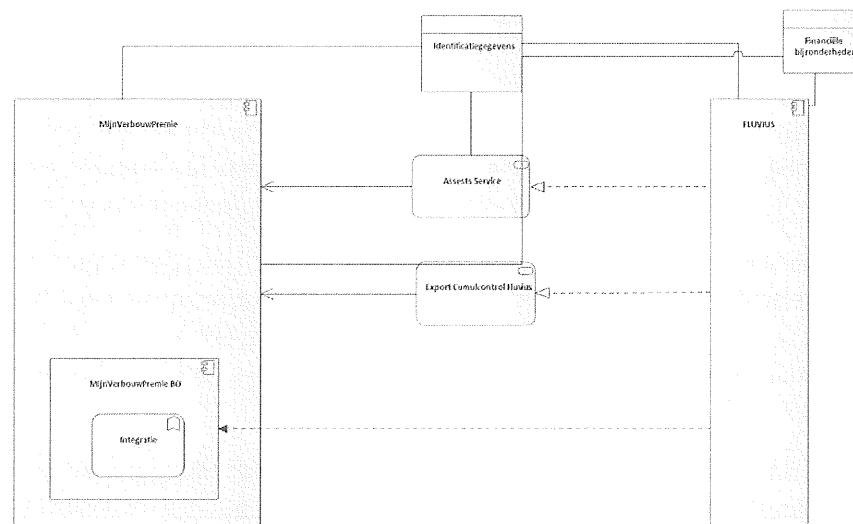 Identificatiegegevens
Financiële
bijzonderheden
MijnVerbouwPremie
FLUVIUS
Assests Service
Export Cumulcontrol Fluvius
MijnVerbouwPremie BO
Integratie